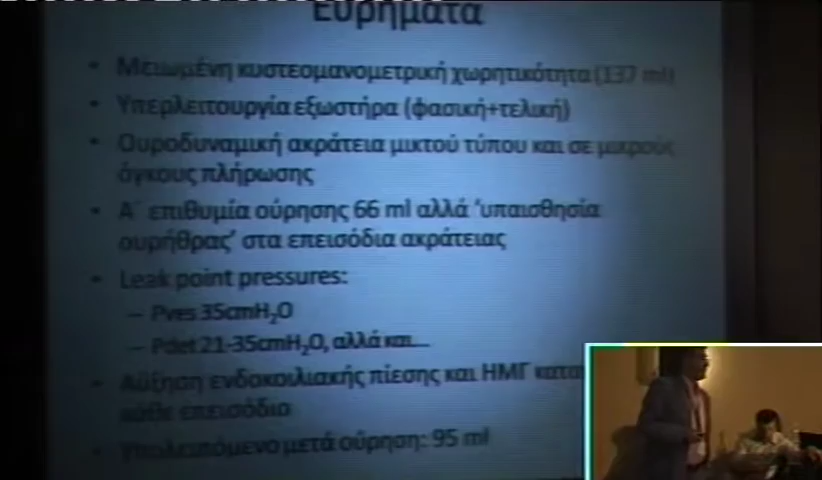 Ευρήματα
• Μειωμένη κυστεομανομετρική χωρητικότητα (137 ml)
• Υπερλειτουργία εξωστήρα (φασική+τελική)
• Ουροδυναμική ακράτεια μικτού τύπου και σε μικρούς
όγκους πλήρωσης
• Α΄ επιθυμία ούρησης 66 ml αλλά ‘υπαισθησία
ουρήθρας’ στα επεισόδια ακράτειας
• Leak point pressures:
– Pves 35cmH₂O
– Pdet 21-35cmH₂O, αλλά και...
• Αύξηση ενδοκοιλιακής πίεσης και ΗΜΓ
κάθε επεισόδιο
• Υπολειπόμενο μετά ούρηση: 95 ml